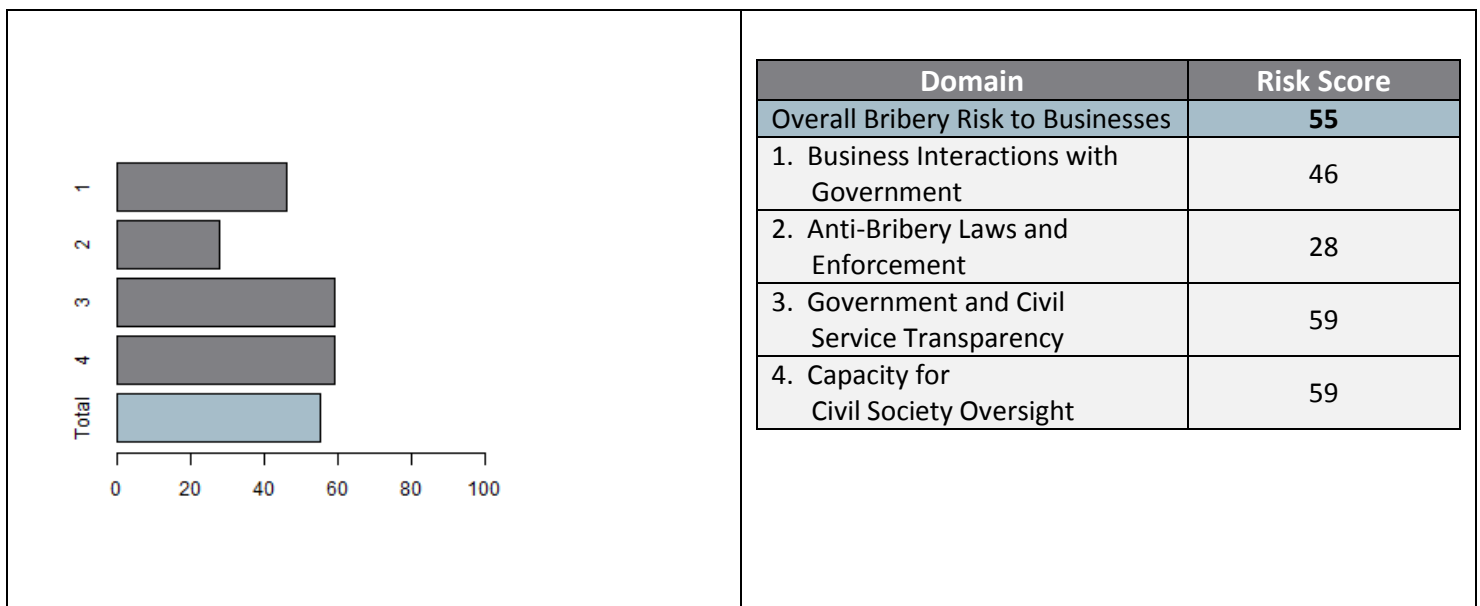 1
2
3
4
Total
0 20 40 60 80 100
Domain Risk Score
Overall Bribery Risk to Businesses 55
1. Business Interactions with
Government
46
2. Anti-Bribery Laws and
Enforcement
28
3. Government and Civil
Service Transparency
59
4. Capacity for
Civil Society Oversight
59